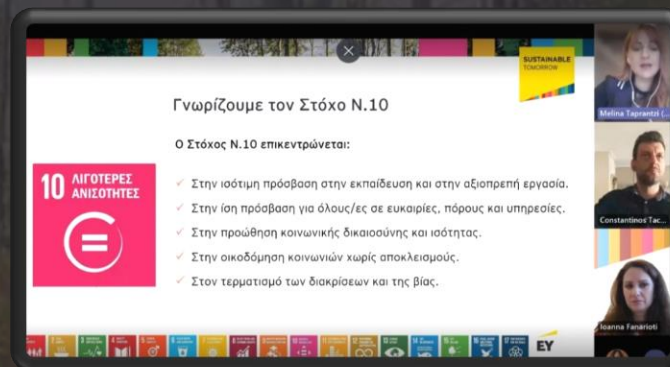 SUSTAINABLE
TOMORROW
Γνωρίζουμε τον Στόχο Ν.10
Ο Στόχος Ν.10 επικεντρώνεται:
10 ΛΙΓΟΤΕΡΕΣ
ΑΝΙΣΟΤΗΤΕΣ
Στην ισότιμη πρόσβαση στην εκπαίδευση και στην αξιοπρεπή εργασία.
Στην ίση πρόσβαση για όλους/ες σε ευκαιρίες, πόρους και υπηρεσίες.
Στην προώθηση κοινωνικής δικαιοσύνης και ισότητας.
Στην οικοδόμηση κοινωνιών χωρίς αποκλεισμούς.
Στον τερματισμό των διακρίσεων και της βίας.
EY
Melina Taprantzi (...
Constantinos Tac...
Ioanna Fanarioti